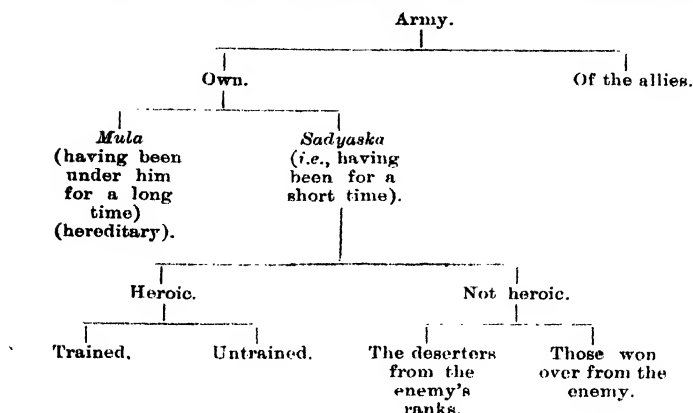 Army.
Own.
Of the allies.
Mula
(having been
under him
for a long
time)
(hereditary).
Sadyaska
(i.e., having
been for a
short time).
Heroic.
Not heroic.
Trained.
Untrained.
The deserters
from the
enemy's
ranks.
Those won
over from the
enemy.